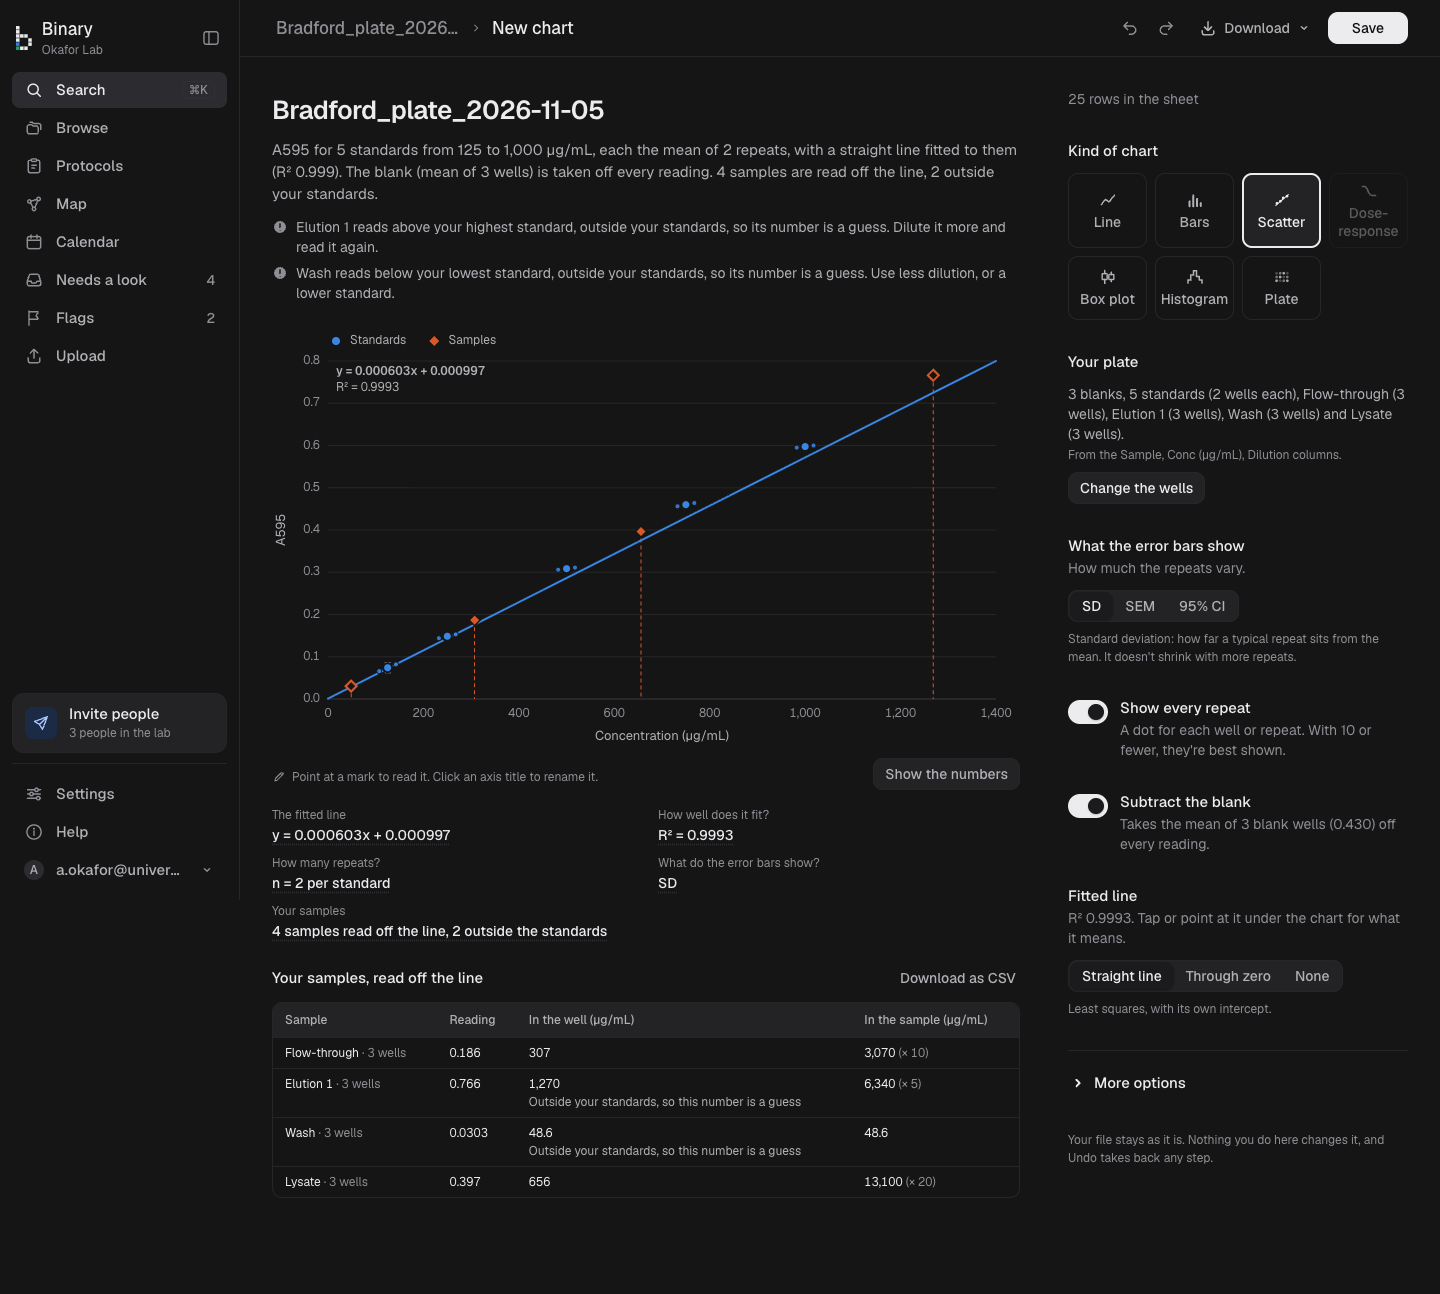 Binary
Okafor Lab
Search ⌘K
Browse
Protocols
Map
Calendar
Needs a look 4
Flags 2
Upload
Invite people
3 people in the lab
Settings
Help
A a.okafor@univer...
Bradford_plate_2026... › New chart
Download
Save
Bradford_plate_2026-11-05
A595 for 5 standards from 125 to 1,000 µg/mL, each the mean of 2 repeats, with a straight line fitted to them
(R² 0.999). The blank (mean of 3 wells) is taken off every reading. 4 samples are read off the line, 2 outside
your standards.
Elution 1 reads above your highest standard, outside your standards, so its number is a guess. Dilute it more and
read it again.
Wash reads below your lowest standard, outside your standards, so its number is a guess. Use less dilution, or a
lower standard.
Standards Samples
y = 0.000603x + 0.000997
R² = 0.9993
0.8
0.7
0.6
0.5
0.4
0.3
0.2
0.1
0.0
A595
0 200 400 600 800 1,000 1,200 1,400
Concentration (µg/mL)
Point at a mark to read it. Click an axis title to rename it.
Show the numbers
The fitted line
y = 0.000603x + 0.000997
How well does it fit?
R² = 0.9993
How many repeats?
n = 2 per standard
What do the error bars show?
SD
Your samples
4 samples read off the line, 2 outside the standards
Your samples, read off the line
Download as CSV
Sample Reading In the well (µg/mL) In the sample (µg/mL)
Flow-through · 3 wells 0.186 307 3,070 (× 10)
Elution 1 · 3 wells 0.766 1,270 6,340 (× 5)
Outside your standards, so this number is a guess
Wash · 3 wells 0.0303 48.6 48.6
Outside your standards, so this number is a guess
Lysate · 3 wells 0.397 656 13,100 (× 20)
25 rows in the sheet
Kind of chart
Line
Bars
Scatter
Dose-
response
Box plot
Histogram
Plate
Your plate
3 blanks, 5 standards (2 wells each), Flow-through (3
wells), Elution 1 (3 wells), Wash (3 wells) and Lysate
(3 wells).
From the Sample, Conc (µg/mL), Dilution columns.
Change the wells
What the error bars show
How much the repeats vary.
SD SEM 95% CI
Standard deviation: how far a typical repeat sits from the
mean. It doesn't shrink with more repeats.
Show every repeat
A dot for each well or repeat. With 10 or
fewer, they're best shown.
Subtract the blank
Takes the mean of 3 blank wells (0.430) off
every reading.
Fitted line
R² 0.9993. Tap or point at it under the chart for what
it means.
Straight line Through zero None
Least squares, with its own intercept.
More options
Your file stays as it is. Nothing you do here changes it, and
Undo takes back any step.